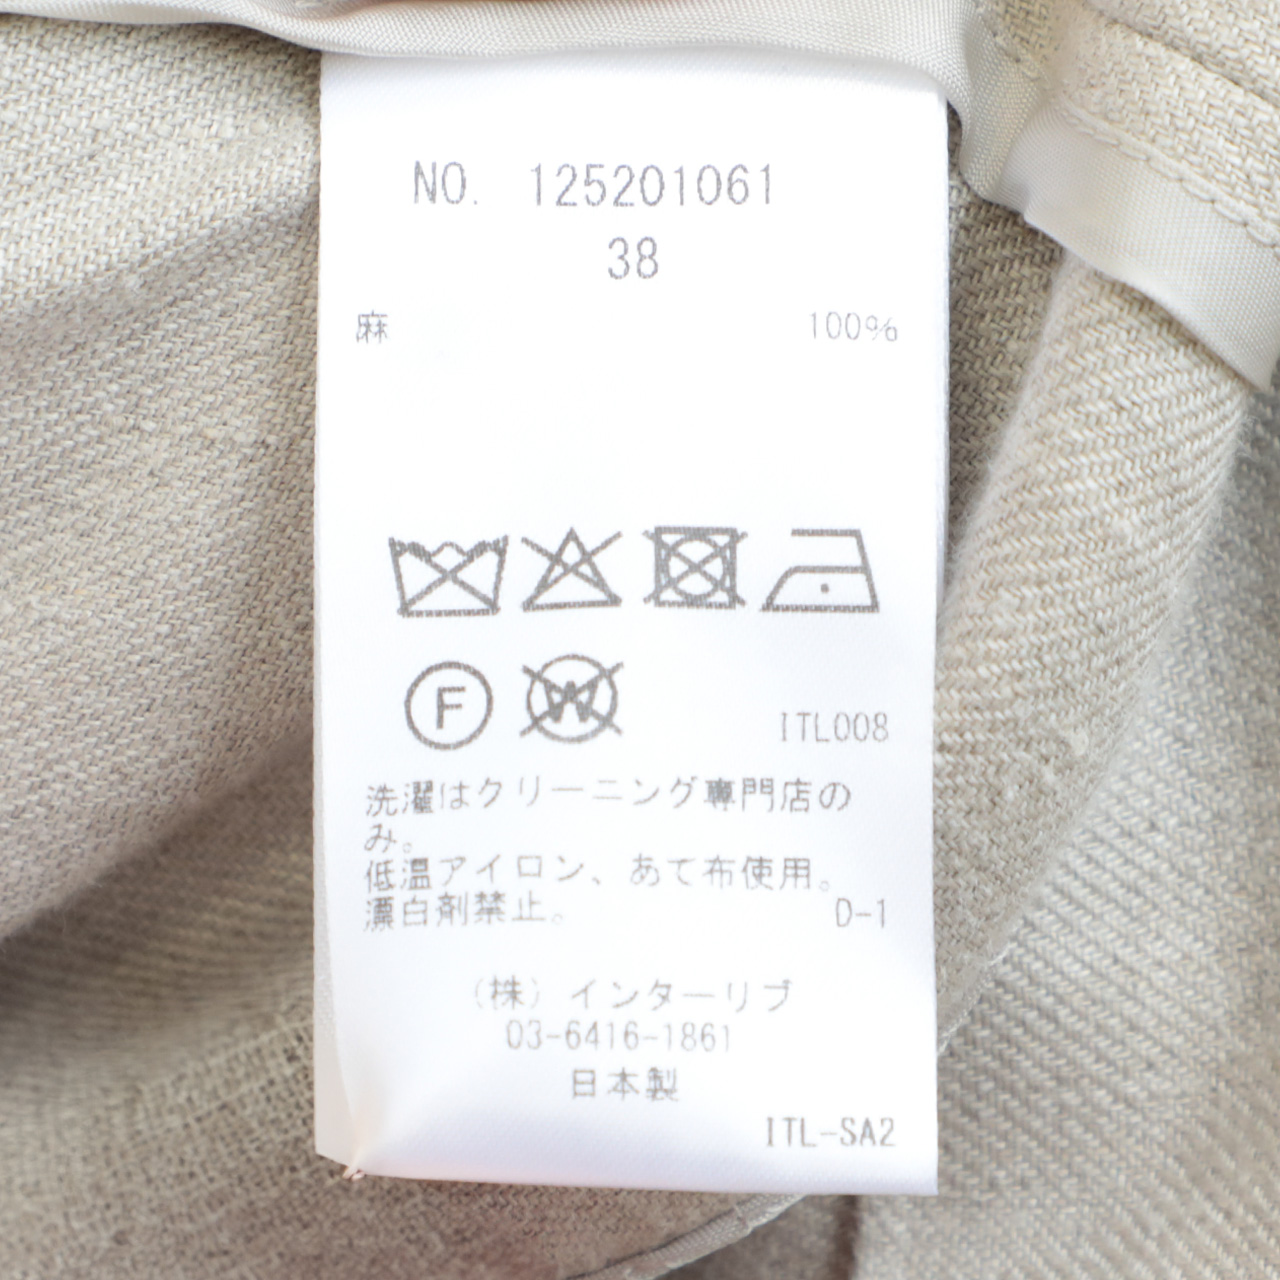 NO. 125201061
38
麻 100%
F W
ITL008
洗濯はクリーニング専門店の
み。
低温アイロン、あて布使用。
漂白剤禁止。 D-1
(株)インターリブ
03-6416-1861
日本製
ITL-SA2